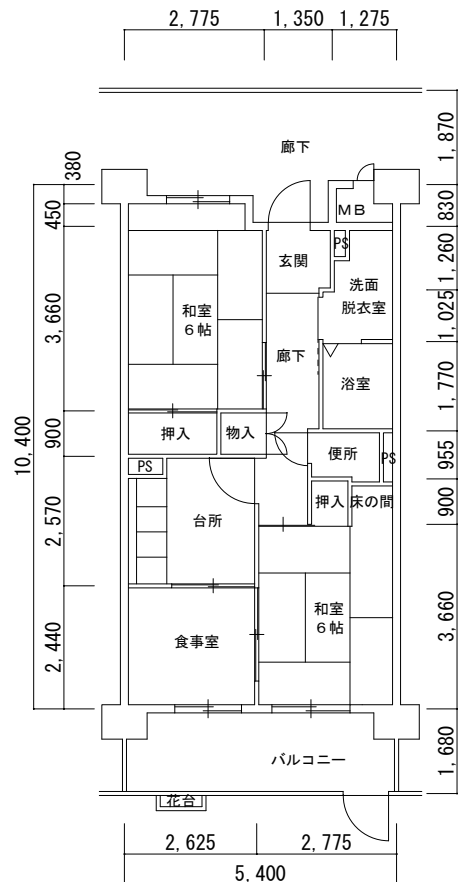 2,775
1,350
1,275
廊下
1,870
380
450
3,660
900
2,570
2,440
10,400
830
1,260
1,025
1,770
955
900
3,660
1,680
MB
玄関
PS
洗面
脱衣室
和室
6帖
廊下
浴室
押入
物入
便所
PS
PS
押入
床の間
台所
和室
6帖
食事室
バルコニー
花台
2,625
2,775
5,400